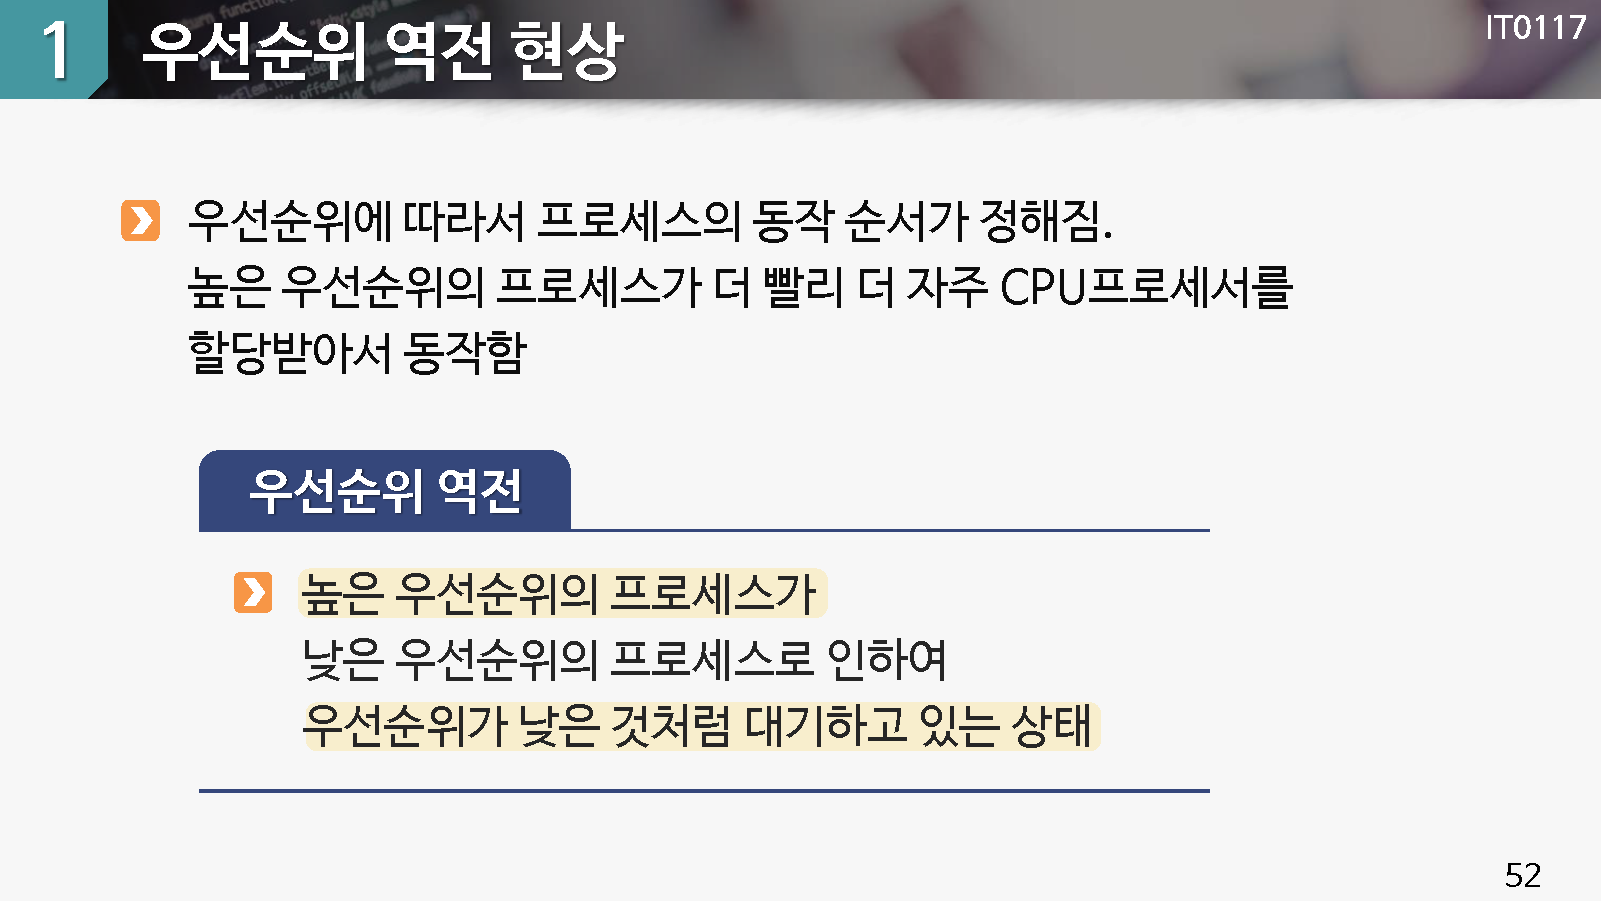 1 우선순위 역전 현상
IT0117
우선순위에 따라서 프로세스의 동작 순서가 정해짐.
높은 우선순위의 프로세스가 더 빨리 더 자주 CPU프로세서를
할당받아서 동작함
우선순위 역전
높은 우선순위의 프로세스가
낮은 우선순위의 프로세스로 인하여
우선순위가 낮은 것처럼 대기하고 있는 상태
52